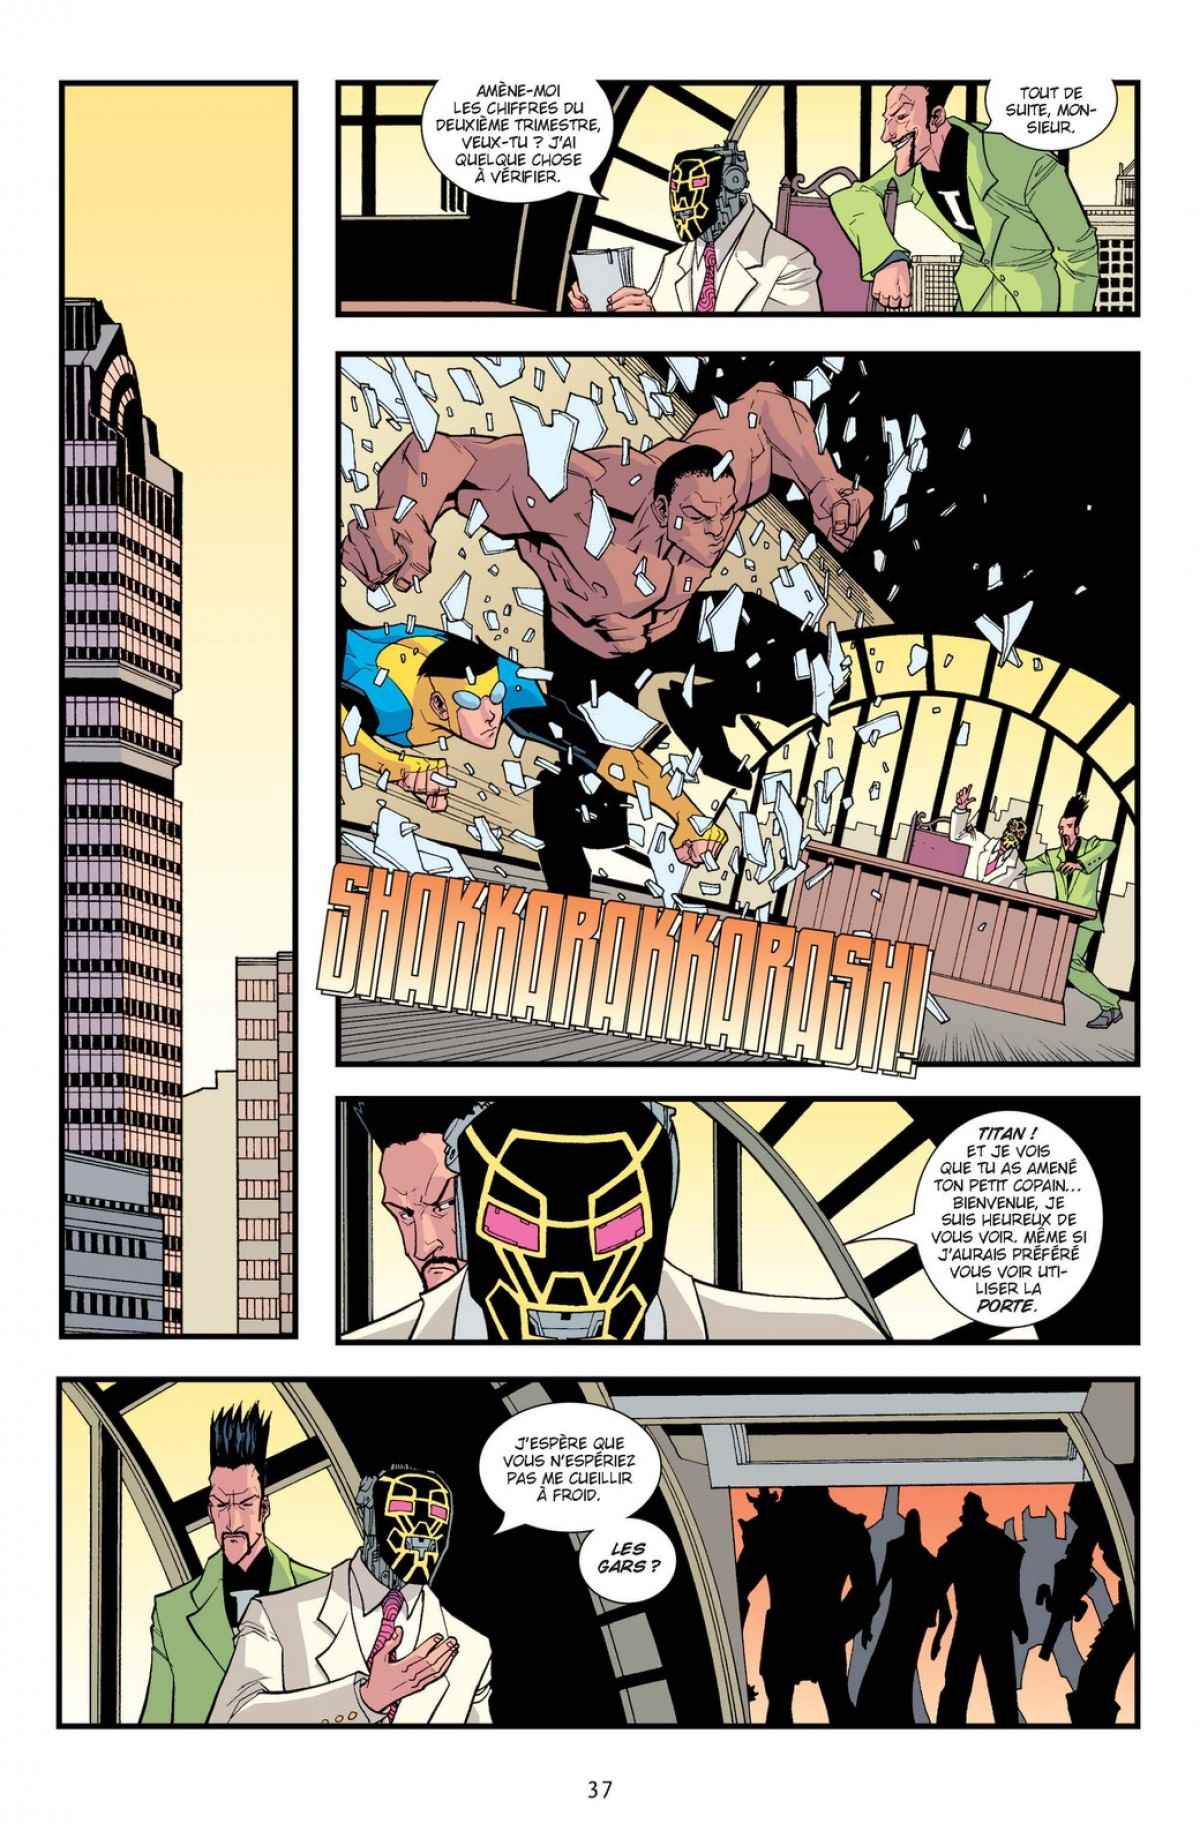 AMÈNE-MOI
LES CHIFFRES DU
DEUXIÈME TRIMESTRE,
VEUX-TU ? J'AI
QUELQUE CHOSE
À VÉRIFIER.
TOUT DE
SUITE, MON-
SIEUR.
I
SHAKKARAKKARASH!
TITAN !
ET JE VOIS
QUE TU AS AMENÉ
TON PETIT COPAIN...
BIENVENUE, JE
SUIS HEUREUX DE
VOUS VOIR. MÊME SI
J'AURAIS PRÉFÉRÉ
VOUS VOIR UTI-
LISER LA
PORTE.
J'ESPÈRE QUE
VOUS N'ESPÉRIEZ
PAS ME CUEILLIR
À FROID.
LES
GARS ?
37